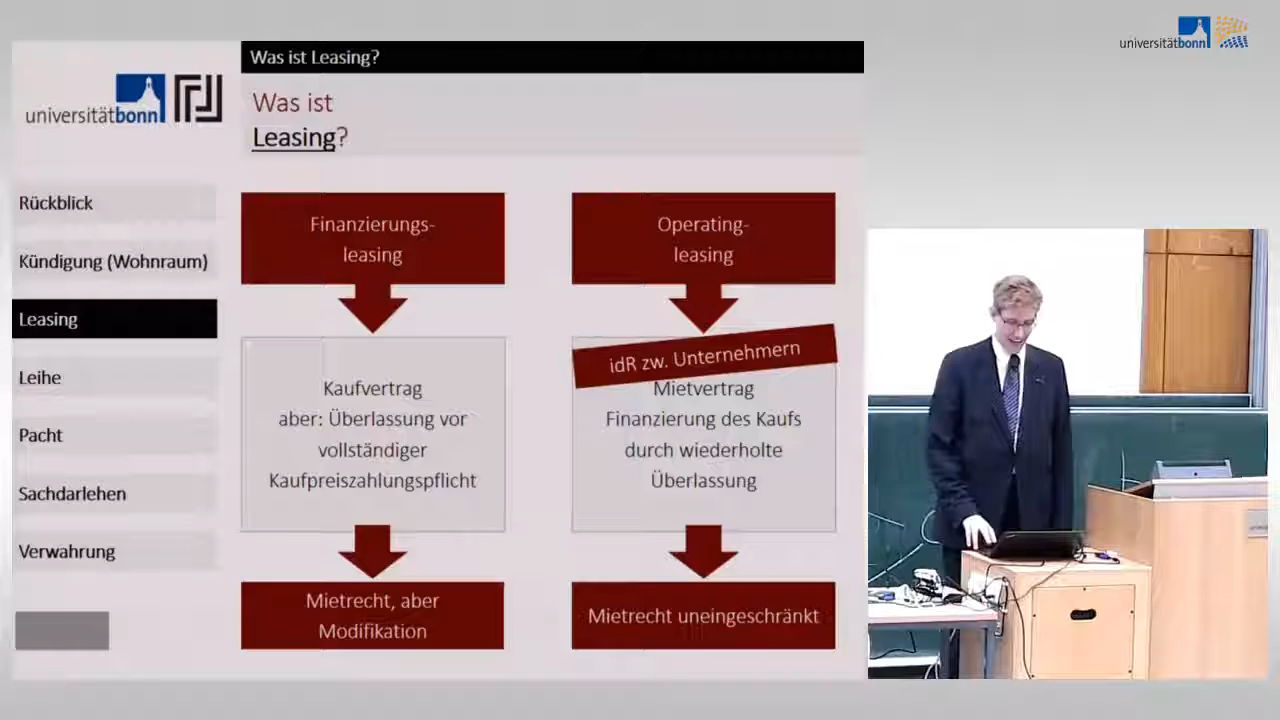 universitätbonn
Was ist Leasing?
universitätbonn
Was ist
Leasing?
Rückblick
Kündigung (Wohnraum)
Leasing
Leihe
Pacht
Sachdarlehen
Verwahrung
Finanzierungs-
leasing
Kaufvertrag
aber: Überlassung vor
vollständiger
Kaufpreiszahlungspflicht
Mietrecht, aber
Modifikation
Operating-
leasing
idR zw. Unternehmern
Mietvertrag
Finanzierung des Kaufs
durch wiederholte
Überlassung
Mietrecht uneingeschränkt